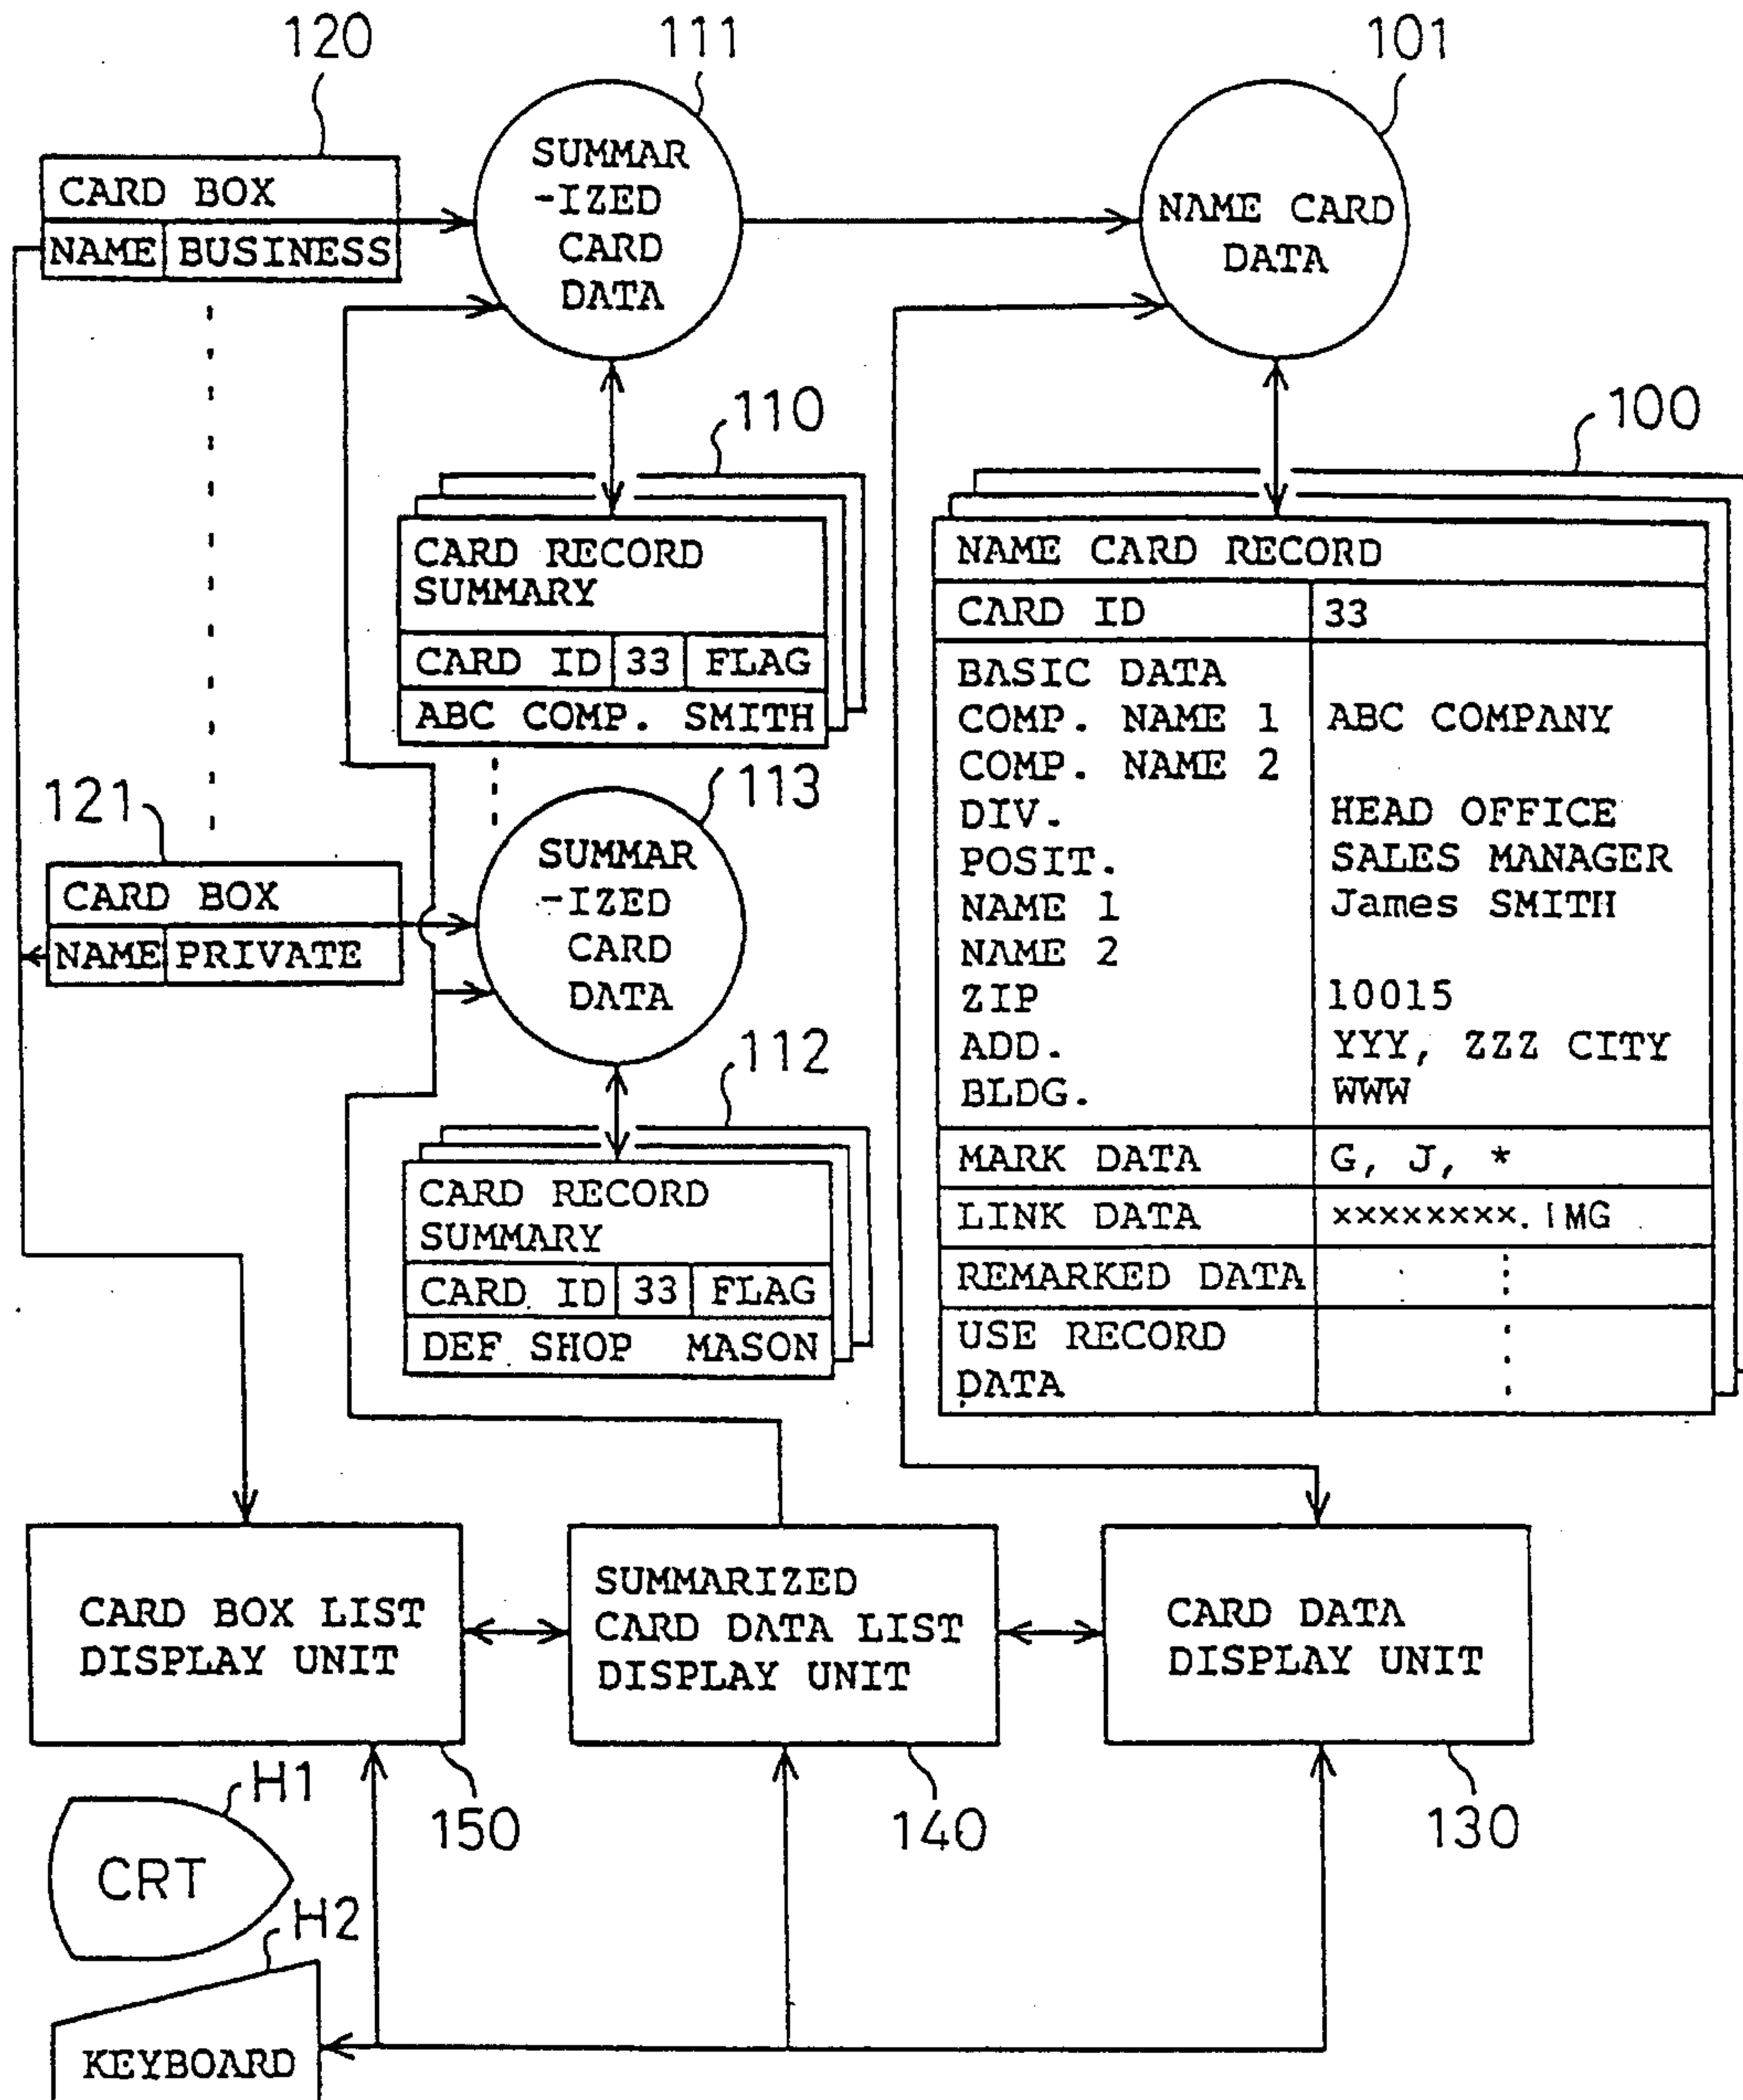 120
111
101
CARD BOX
NAME BUSINESS
SUMMAR
-IZED
CARD
DATA
NAME CARD
DATA
110
100
CARD RECORD
SUMMARY
CARD ID 33 FLAG
ABC COMP. SMITH
NAME CARD RECORD
CARD ID 33
BASIC DATA
COMP. NAME 1 ABC COMPANY
COMP. NAME 2
DIV. HEAD OFFICE
POSIT. SALES MANAGER
NAME 1 James SMITH
NAME 2
ZIP 10015
ADD. YYY, ZZZ CITY
BLDG. WWW
MARK DATA G, J, *
LINK DATA ××××××××.IMG
REMARKED DATA
USE RECORD
DATA
121
113
CARD BOX
NAME PRIVATE
SUMMAR
-IZED
CARD
DATA
112
CARD RECORD
SUMMARY
CARD ID 33 FLAG
DEF SHOP MASON
CARD BOX LIST
DISPLAY UNIT
SUMMARIZED
CARD DATA LIST
DISPLAY UNIT
CARD DATA
DISPLAY UNIT
150
140
130
H1
CRT
H2
KEYBOARD